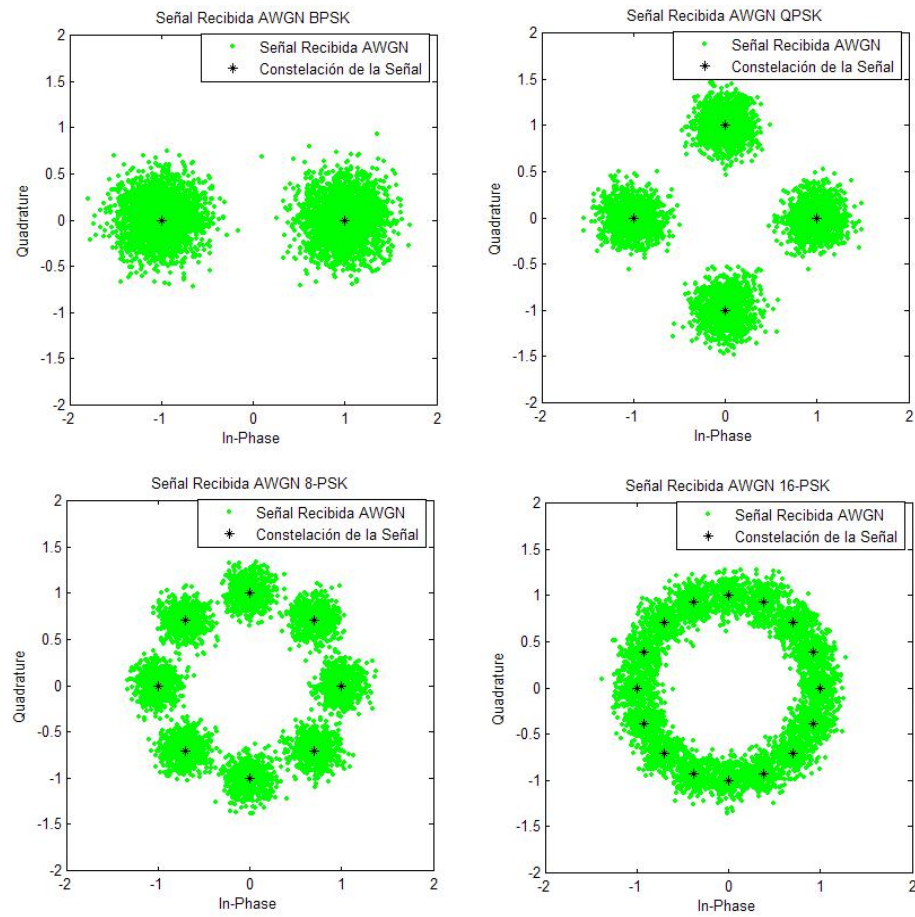 Señal Recibida AWGN BPSK
Señal Recibida AWGN
Constelación de la Señal
2
1.5
1
0.5
0
-0.5
-1
-1.5
-2
Quadrature
-2
-1
0
1
2
In-Phase
Señal Recibida AWGN QPSK
Señal Recibida AWGN
Constelación de la Señal
2
1.5
1
0.5
0
-0.5
-1
-1.5
-2
Quadrature
-2
-1
0
1
2
In-Phase
Señal Recibida AWGN 8-PSK
Señal Recibida AWGN
Constelación de la Señal
2
1.5
1
0.5
0
-0.5
-1
-1.5
-2
Quadrature
-2
-1
0
1
2
In-Phase
Señal Recibida AWGN 16-PSK
Señal Recibida AWGN
Constelación de la Señal
2
1.5
1
0.5
0
-0.5
-1
-1.5
-2
Quadrature
-2
-1
0
1
2
In-Phase